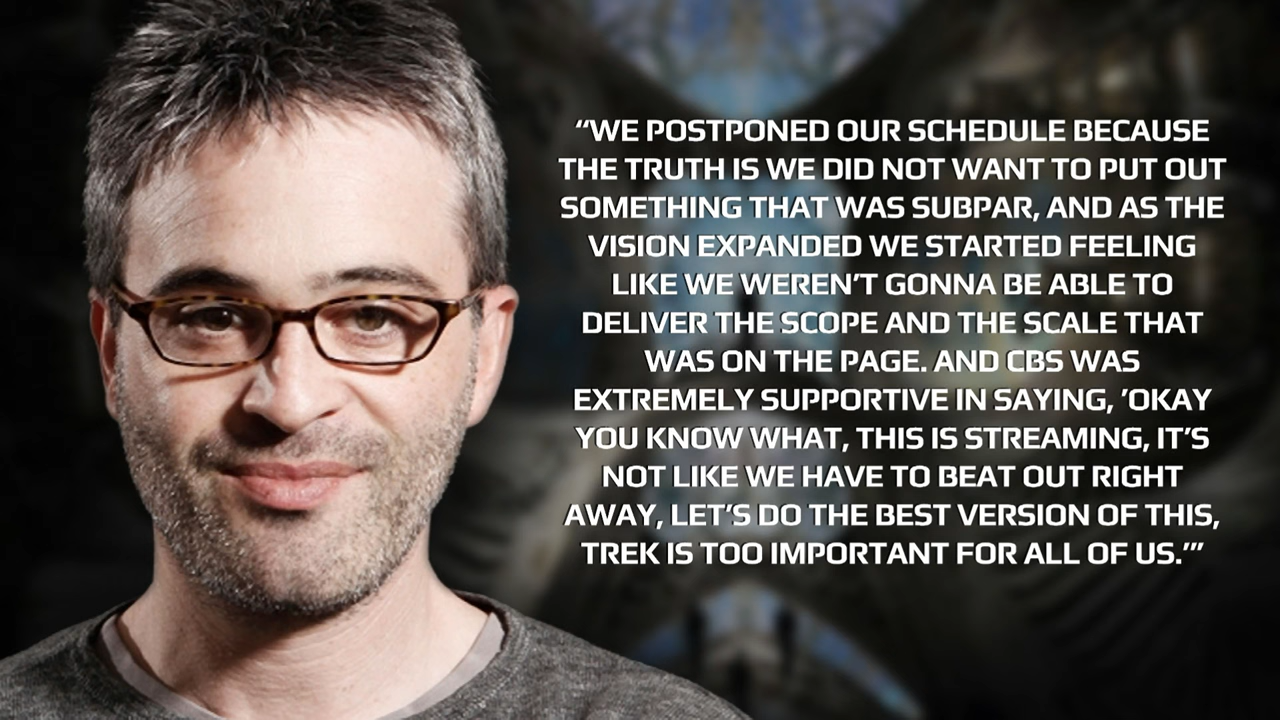 “WE POSTPONED OUR SCHEDULE BECAUSE
THE TRUTH IS WE DID NOT WANT TO PUT OUT
SOMETHING THAT WAS SUBPAR, AND AS THE
VISION EXPANDED WE STARTED FEELING
LIKE WE WEREN’T GONNA BE ABLE TO
DELIVER THE SCOPE AND THE SCALE THAT
WAS ON THE PAGE. AND CBS WAS
EXTREMELY SUPPORTIVE IN SAYING, ’OKAY
YOU KNOW WHAT, THIS IS STREAMING, IT’S
NOT LIKE WE HAVE TO BEAT OUT RIGHT
AWAY, LET’S DO THE BEST VERSION OF THIS,
TREK IS TOO IMPORTANT FOR ALL OF US.’”